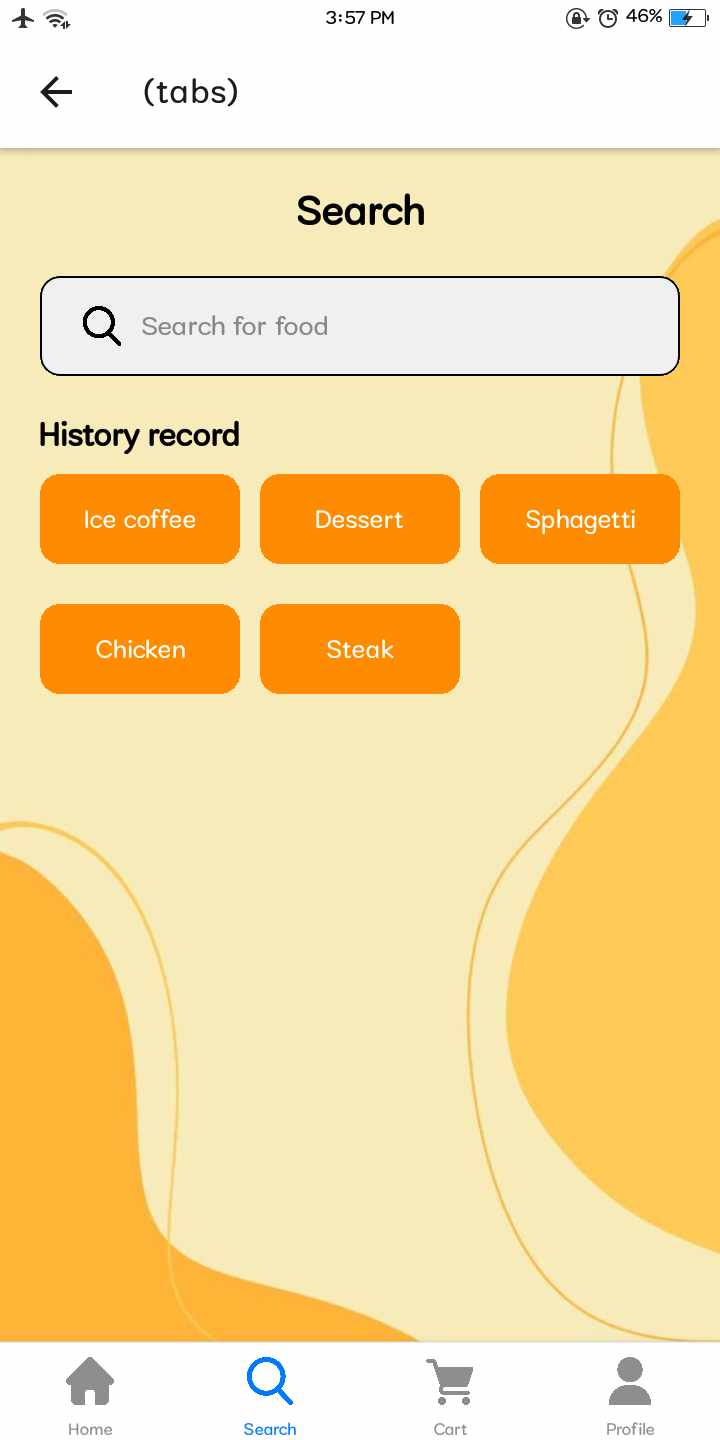 3:57 PM
46%
(tabs)
Search
Search for food
History record
Ice coffee Dessert Sphagetti
Chicken Steak
Home Search Cart Profile